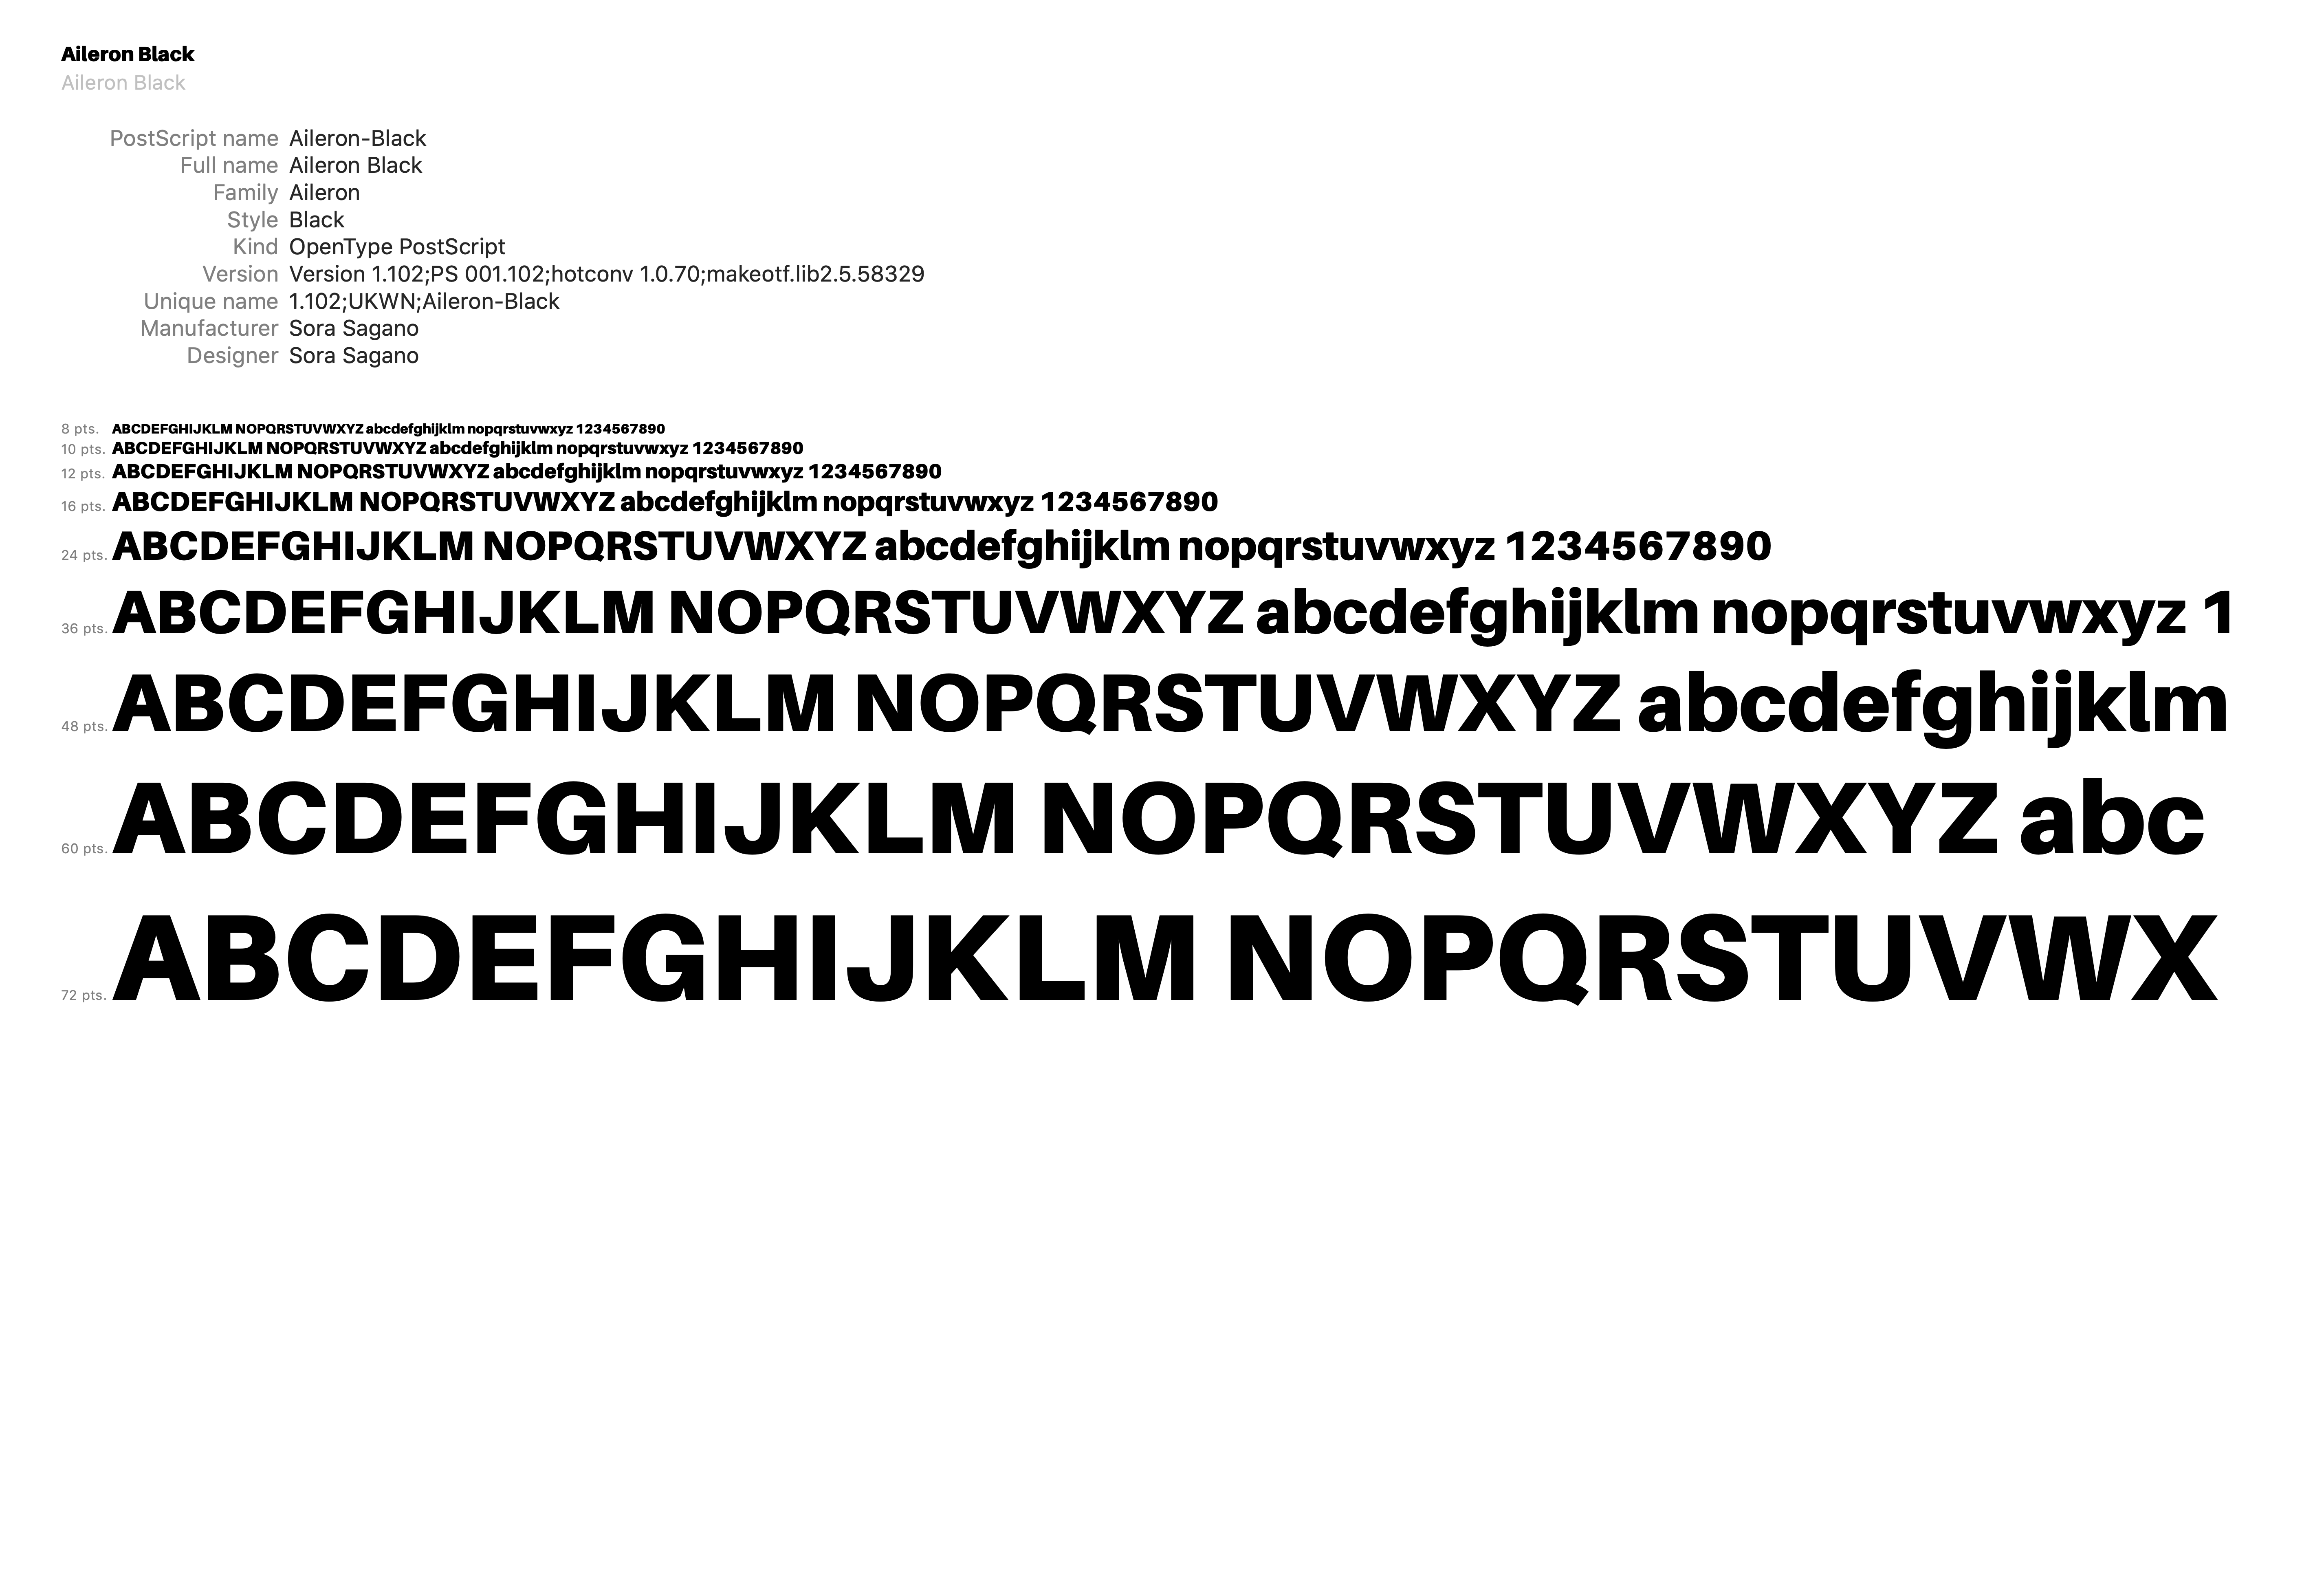 Aileron Black
Aileron Black
PostScript name Aileron-Black
Full name Aileron Black
Family Aileron
Style Black
Kind OpenType PostScript
Version Version 1.102;PS 001.102;hotconv 1.0.70;makeotf.lib2.5.58329
Unique name 1.102;UKWN;Aileron-Black
Manufacturer Sora Sagano
Designer Sora Sagano
8 pts. ABCDEFGHIJKLM NOPQRSTUVWXYZ abcdefghijklm nopqrstuvwxyz 1234567890
10 pts. ABCDEFGHIJKLM NOPQRSTUVWXYZ abcdefghijklm nopqrstuvwxyz 1234567890
12 pts. ABCDEFGHIJKLM NOPQRSTUVWXYZ abcdefghijklm nopqrstuvwxyz 1234567890
16 pts. ABCDEFGHIJKLM NOPQRSTUVWXYZ abcdefghijklm nopqrstuvwxyz 1234567890
24 pts. ABCDEFGHIJKLM NOPQRSTUVWXYZ abcdefghijklm nopqrstuvwxyz 1234567890
36 pts. ABCDEFGHIJKLM NOPQRSTUVWXYZ abcdefghijklm nopqrstuvwxyz 1
48 pts. ABCDEFGHIJKLM NOPQRSTUVWXYZ abcdefghijklm
60 pts. ABCDEFGHIJKLM NOPQRSTUVWXYZ abc
72 pts. ABCDEFGHIJKLM NOPQRSTUVWX